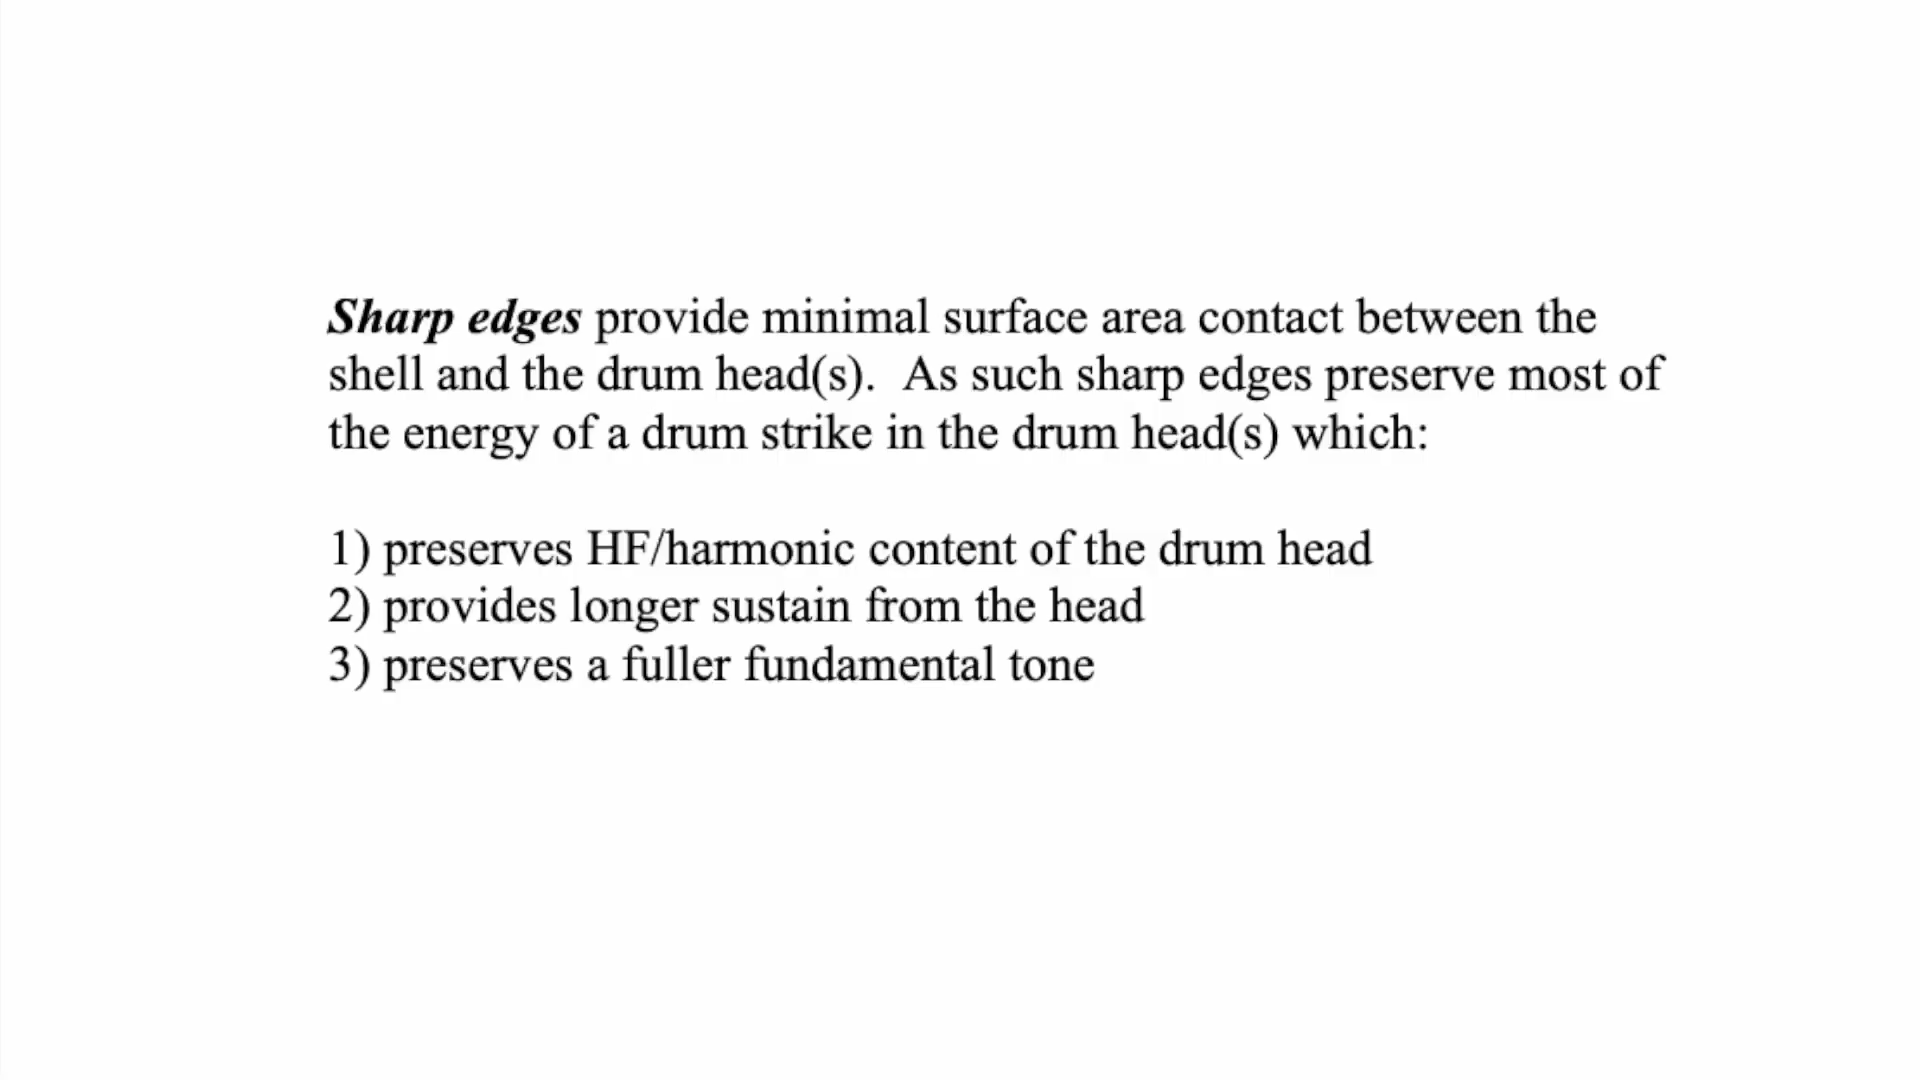 Sharp edges provide minimal surface area contact between the
shell and the drum head(s).  As such sharp edges preserve most of
the energy of a drum strike in the drum head(s) which:
1) preserves HF/harmonic content of the drum head
2) provides longer sustain from the head
3) preserves a fuller fundamental tone